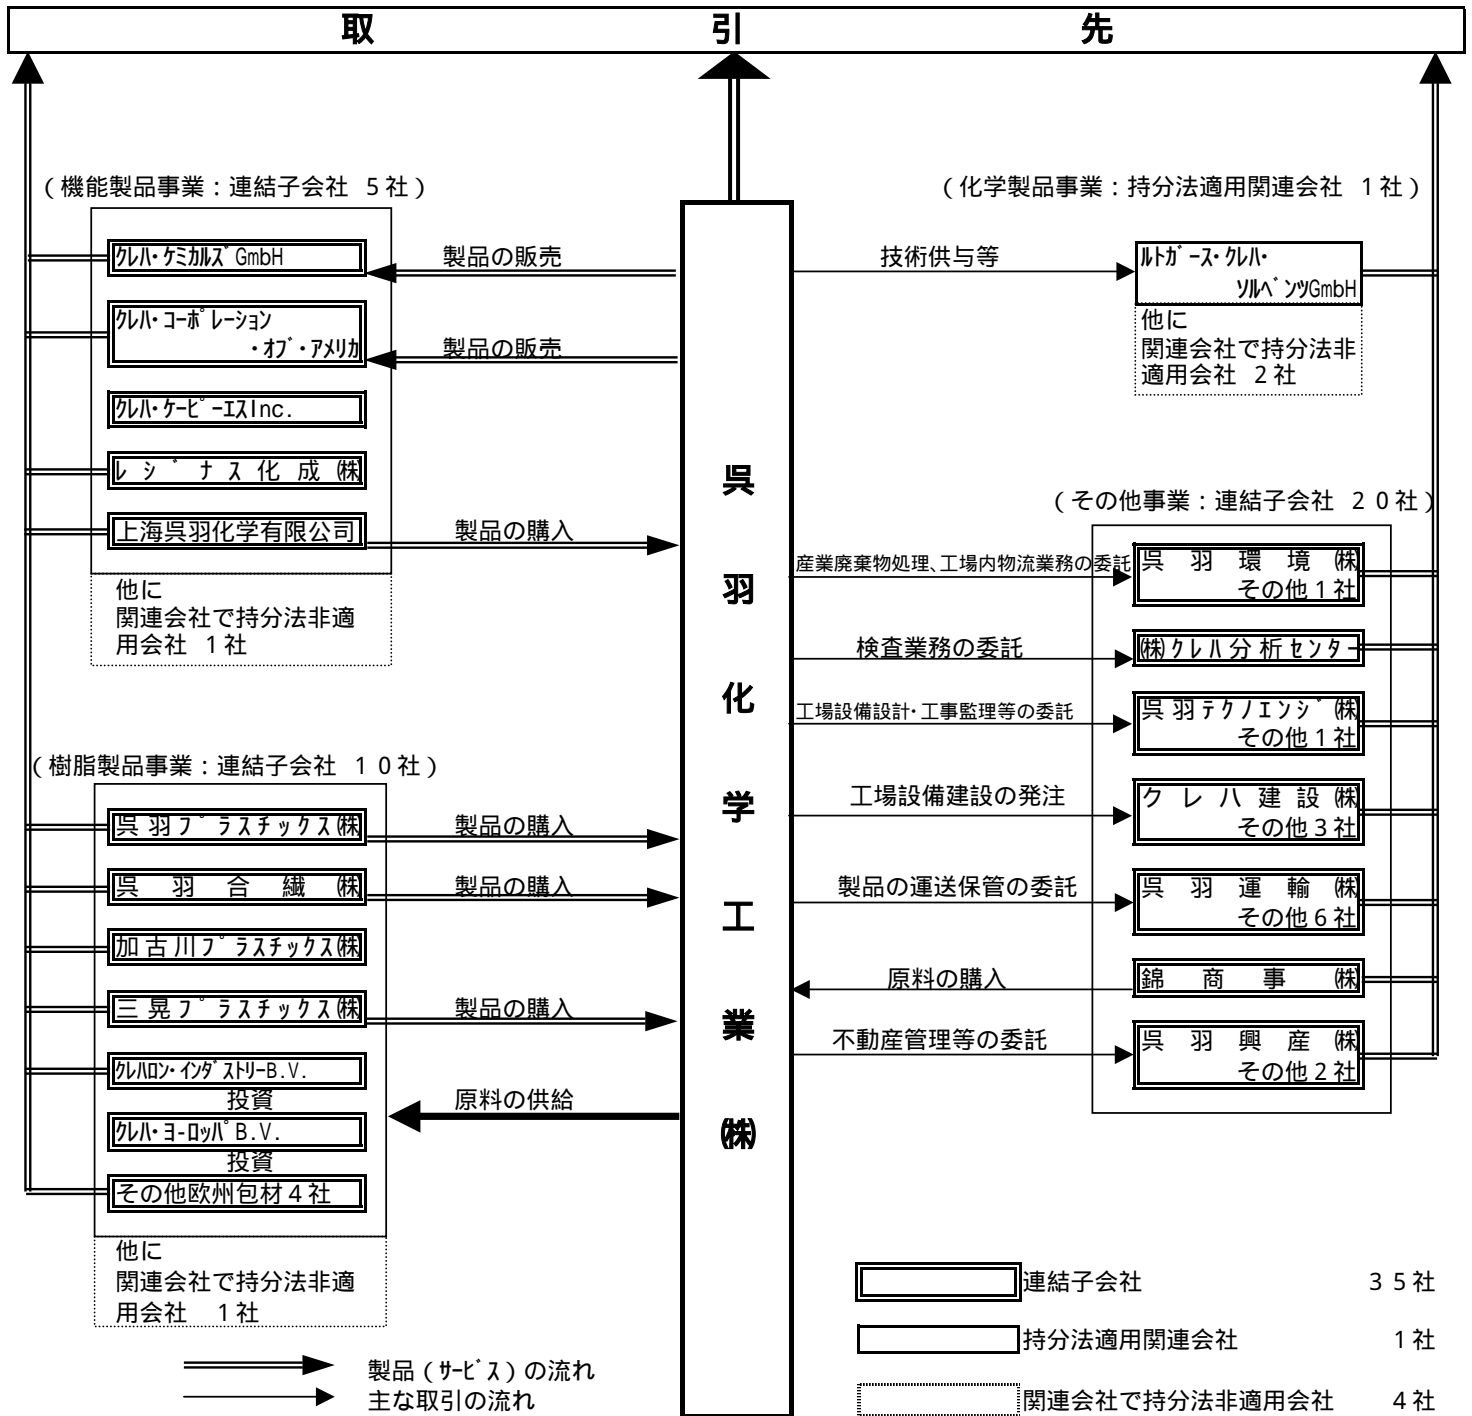 取引先
(機能製品事業:連結子会社 5社)
クレハ・ケミカルズGmbH
製品の販売
クレハ・コーポレーション
・オブ・アメリカ
製品の販売
クレハ・ケーピーエスInc.
レジナス化成㈱
上海呉羽化学有限公司
製品の購入
他に
関連会社で持分法非適
用会社 1社
(樹脂製品事業:連結子会社 10社)
呉羽プラスチックス㈱
製品の購入
呉羽合繊㈱
製品の購入
加古川プラスチックス㈱
三晃プラスチックス㈱
製品の購入
クレハロン・インダストリーB.V.
投資
原料の供給
クレハ・ヨーロッパB.V.
投資
その他欧州包材4社
他に
関連会社で持分法非適
用会社 1社
製品(サービス)の流れ
主な取引の流れ
呉羽化学工業㈱
(化学製品事業:持分法適用関連会社 1社)
技術供与等
ルトガース・クレハ・
ソルベンツGmbH
他に
関連会社で持分法非
適用会社 2社
(その他事業:連結子会社 20社)
産業廃棄物処理、工場内物流業務の委託
呉羽環境㈱
その他1社
検査業務の委託
㈱クレハ分析センター
工場設備設計・工事監理等の委託
呉羽テクノエンジ㈱
その他1社
工場設備建設の発注
クレハ建設㈱
その他3社
製品の運送保管の委託
呉羽運輸㈱
その他6社
原料の購入
錦商事㈱
不動産管理等の委託
呉羽興産㈱
その他2社
連結子会社 35社
持分法適用関連会社 1社
関連会社で持分法非適用会社 4社